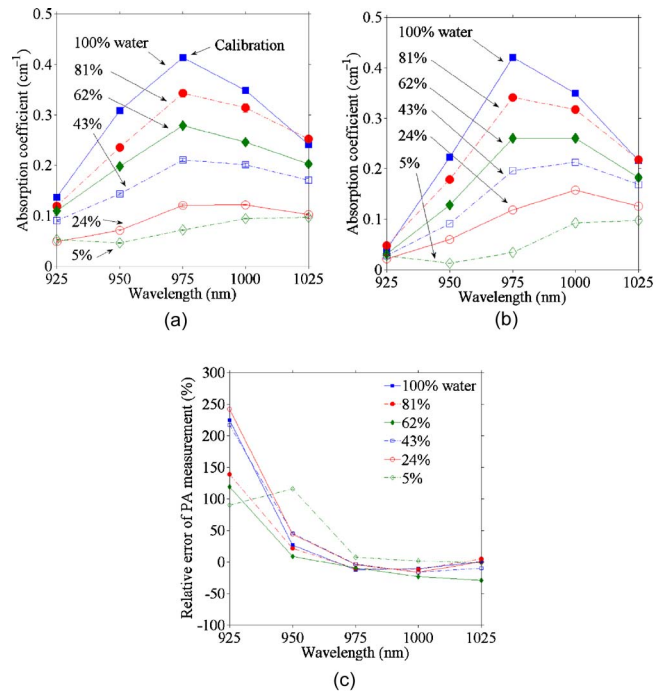 0.5
0.4
0.3
0.2
0.1
0
Absorption coefficient (cm⁻¹)
100% water
Calibration
81%
62%
43%
24%
5%
925 950 975 1000 1025
Wavelength (nm)
(a)
0.5
0.4
0.3
0.2
0.1
0
Absorption coefficient (cm⁻¹)
100% water
81%
62%
43%
24%
5%
925 950 975 1000 1025
Wavelength (nm)
(b)
300
250
200
150
100
50
0
-50
-100
Relative error of PA measurement (%)
100% water
81%
62%
43%
24%
5%
925 950 975 1000 1025
Wavelength (nm)
(c)